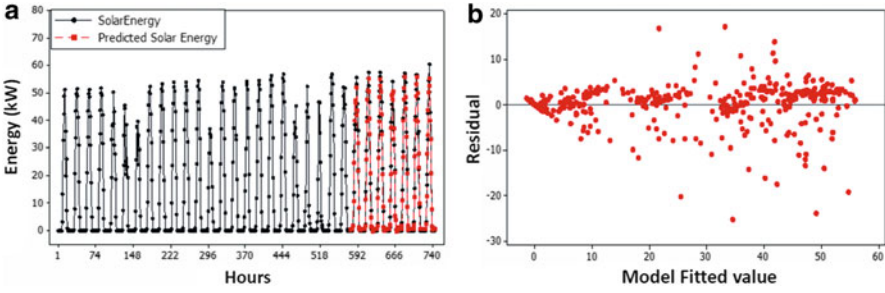 a
SolarEnergy
Predicted Solar Energy
80
70
60
50
40
30
20
10
0
Energy (kW)
1 74 148 222 296 370 444 518 592 666 740
Hours
b
20
10
0
-10
-20
-30
Residual
0 10 20 30 40 50 60
Model Fitted value